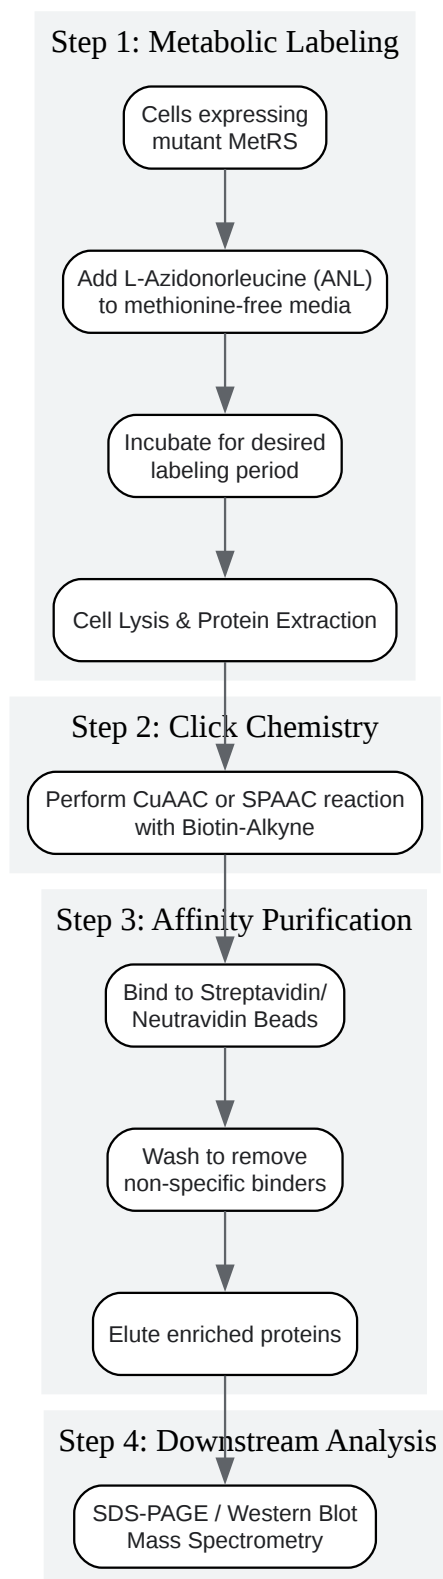 Step 1: Metabolic Labeling
Cells expressing
mutant MetRS
Add L-Azidonorleucine (ANL)
to methionine-free media
Incubate for desired
labeling period
Cell Lysis & Protein Extraction
Step 2: Click Chemistry
Perform CuAAC or SPAAC reaction
with Biotin-Alkyne
Step 3: Affinity Purification
Bind to Streptavidin/
Neutravidin Beads
Wash to remove
non-specific binders
Elute enriched proteins
Step 4: Downstream Analysis
SDS-PAGE / Western Blot
Mass Spectrometry